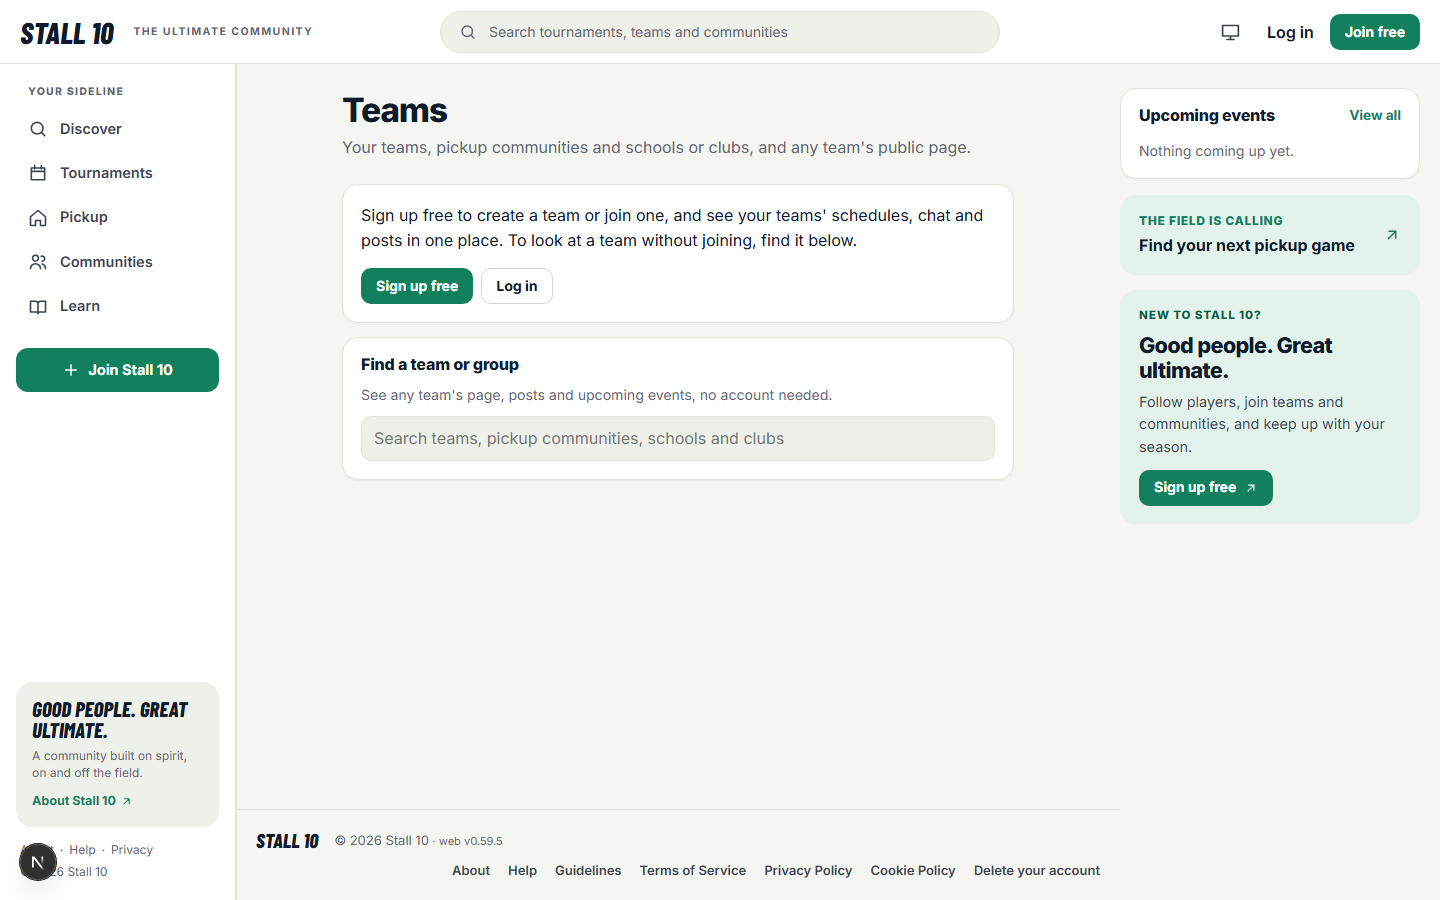 STALL 10
THE ULTIMATE COMMUNITY
Search tournaments, teams and communities
Log in
Join free
YOUR SIDELINE
Discover
Tournaments
Pickup
Communities
Learn
Join Stall 10
GOOD PEOPLE. GREAT
ULTIMATE.
A community built on spirit,
on and off the field.
About Stall 10
· Help · Privacy
Stall 10
N
Teams
Your teams, pickup communities and schools or clubs, and any team's public page.
Sign up free to create a team or join one, and see your teams' schedules, chat and
posts in one place. To look at a team without joining, find it below.
Sign up free
Log in
Find a team or group
See any team's page, posts and upcoming events, no account needed.
Search teams, pickup communities, schools and clubs
Upcoming events
View all
Nothing coming up yet.
THE FIELD IS CALLING
Find your next pickup game
NEW TO STALL 10?
Good people. Great
ultimate.
Follow players, join teams and
communities, and keep up with your
season.
Sign up free
STALL 10
© 2026 Stall 10 · web v0.59.5
About
Help
Guidelines
Terms of Service
Privacy Policy
Cookie Policy
Delete your account